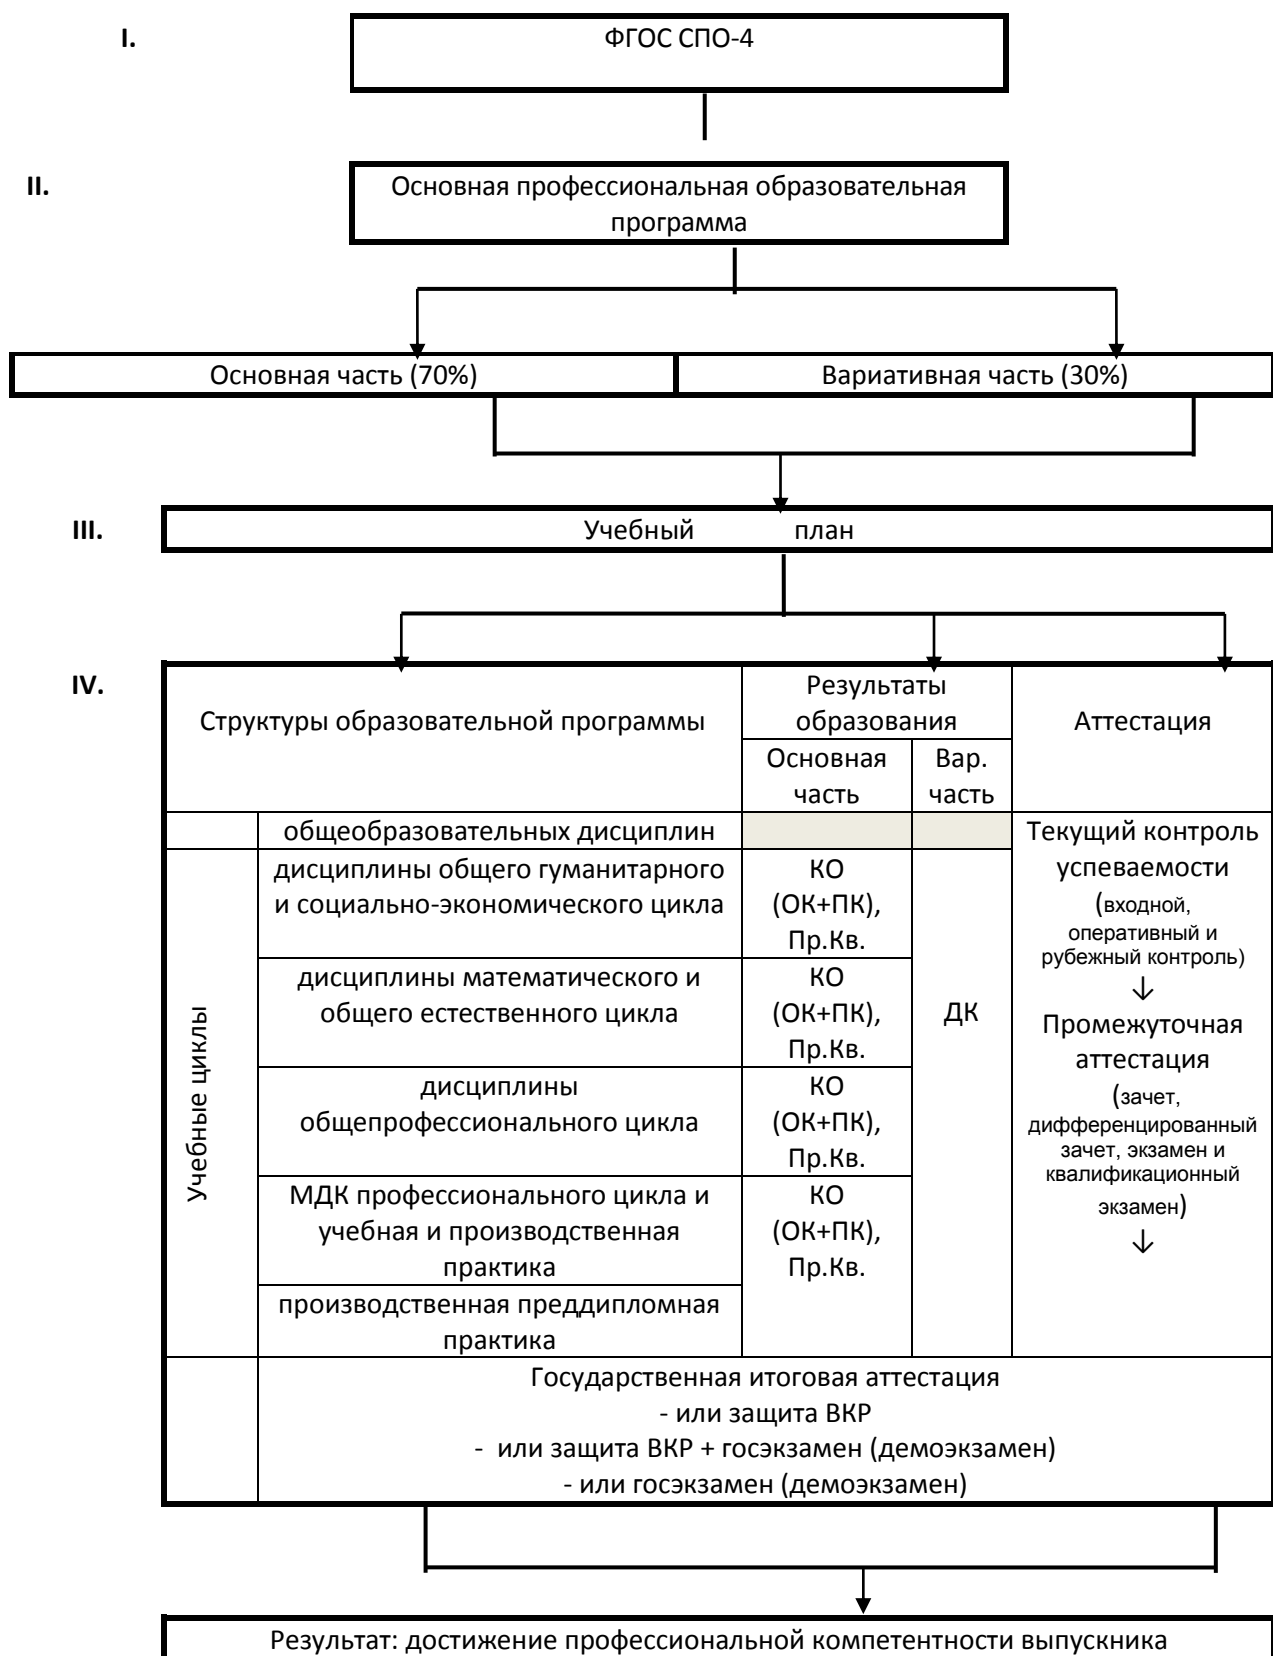 I.
ФГОС СПО-4
II.
Основная профессиональная образовательная
программа
Основная часть (70%)
Вариативная часть (30%)
III.
Учебный план
IV.
Структуры образовательной программы
Результаты
образования
Аттестация
Основная
часть
Вар.
часть
общеобразовательных дисциплин
Учебные циклы
дисциплины общего гуманитарного
и социально-экономического цикла
КО
(ОК+ПК),
Пр.Кв.
дисциплины математического и
общего естественного цикла
КО
(ОК+ПК),
Пр.Кв.
дисциплины
общепрофессионального цикла
КО
(ОК+ПК),
Пр.Кв.
МДК профессионального цикла и
учебная и производственная
практика
КО
(ОК+ПК),
Пр.Кв.
производственная преддипломная
практика
ДК
Текущий контроль
успеваемости
(входной,
оперативный и
рубежный контроль)
↓
Промежуточная
аттестация
(зачет,
дифференцированный
зачет, экзамен и
квалификационный
экзамен)
↓
Государственная итоговая аттестация
- или защита ВКР
- или защита ВКР + госэкзамен (демоэкзамен)
- или госэкзамен (демоэкзамен)
Результат: достижение профессиональной компетентности выпускника